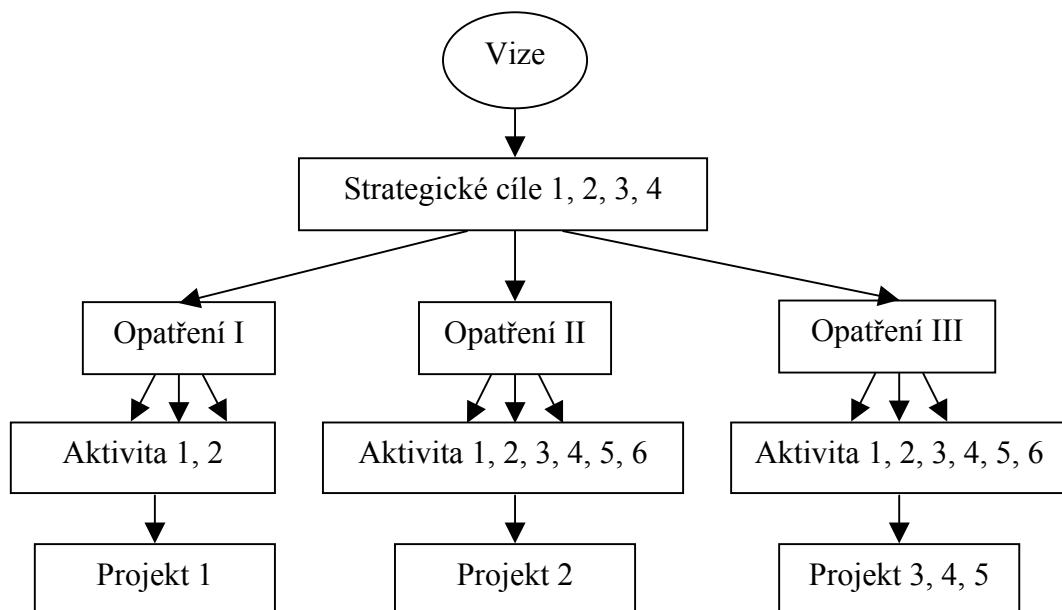 Vize
Strategické cíle 1, 2, 3, 4
Opatření I
Opatření II
Opatření III
Aktivita 1, 2
Aktivita 1, 2, 3, 4, 5, 6
Aktivita 1, 2, 3, 4, 5, 6
Projekt 1
Projekt 2
Projekt 3, 4, 5